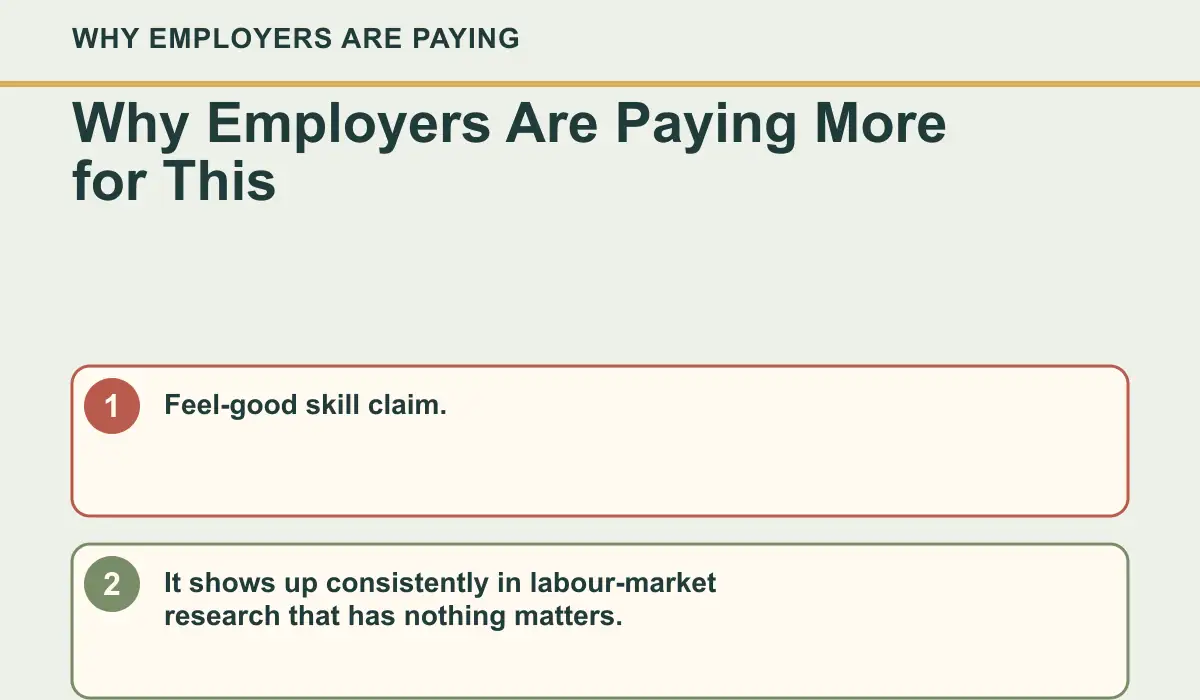 WHY EMPLOYERS ARE PAYING
Why Employers Are Paying More
for This
1
Feel-good skill claim.
2
It shows up consistently in labour-market
research that has nothing matters.